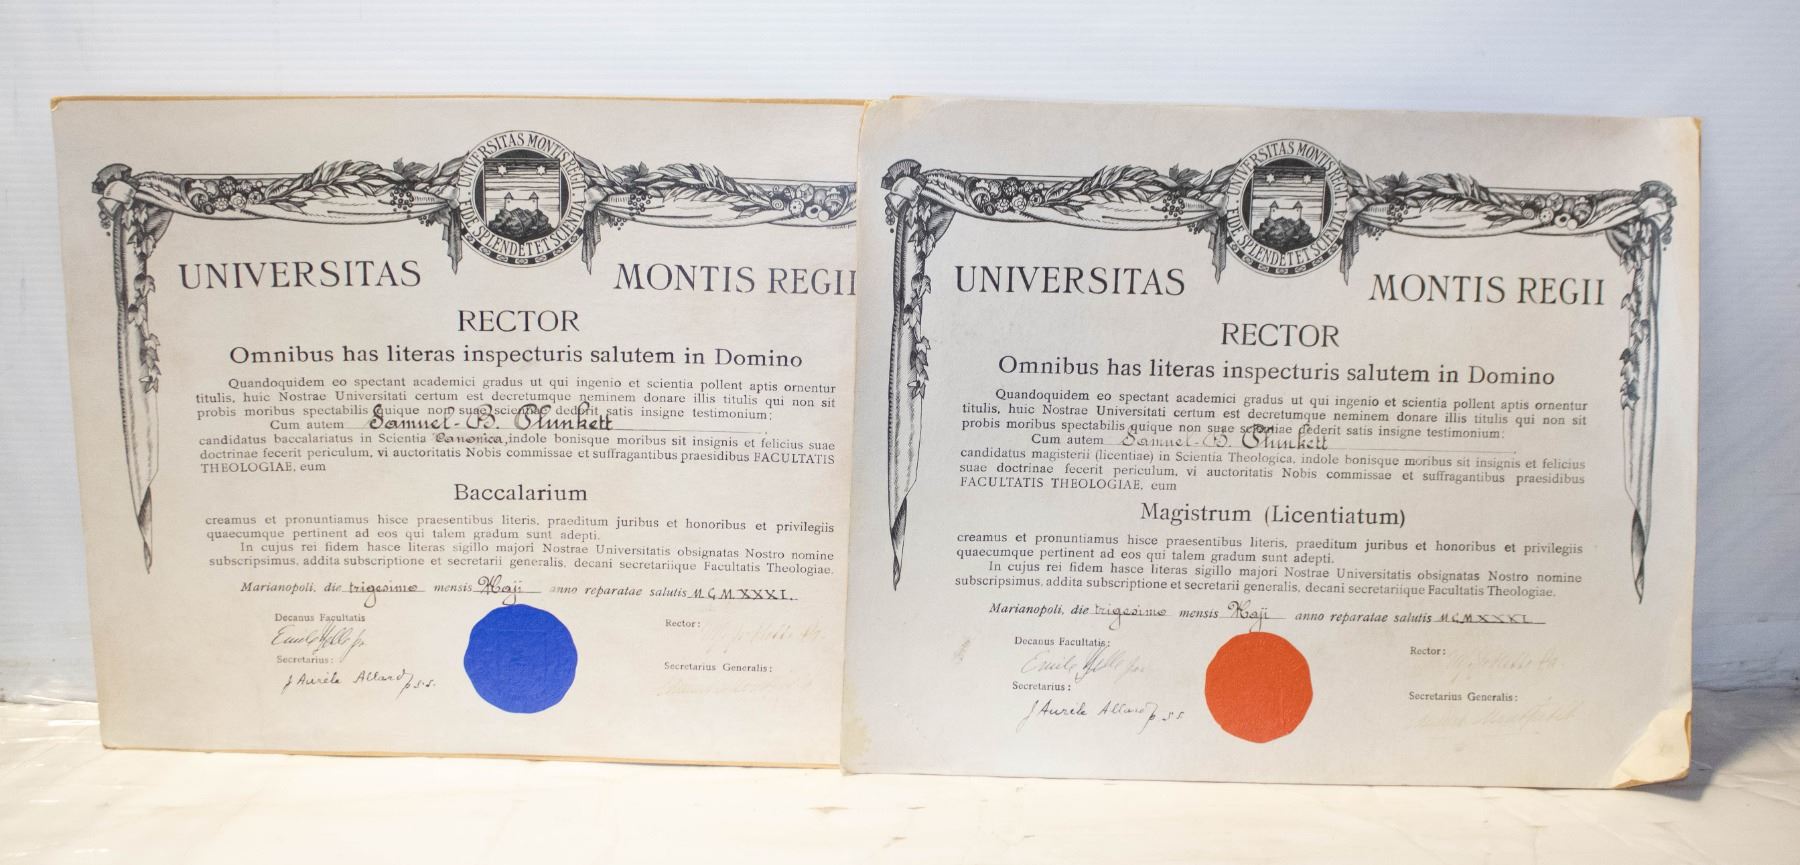 UNIVERSITAS MONTIS REGII
FIDE SPLENDET ET SCIENTIA
UNIVERSITAS MONTIS REGII
RECTOR
Omnibus has literas inspecturis salutem in Domino
Quandoquidem eo spectant academici gradus ut qui ingenio et scientia pollent aptis ornentur
titulis, huic Nostrae Universitati certum est decretumque neminem donare illis titulis qui non sit
probis moribus spectabilis quique non suae scientiae dederit satis insigne testimonium;
Cum autem Samuel-B. Plunkett
candidatus baccalariatus in Scientia Canonica, indole bonisque moribus sit insignis et felicius suae
doctrinae fecerit periculum, vi auctoritatis Nobis commissae et suffragantibus praesidibus FACULTATIS
THEOLOGIAE, eum
Baccalarium
creamus et pronuntiamus hisce praesentibus literis, praeditum juribus et honoribus et privilegiis
quaecumque pertinent ad eos qui talem gradum sunt adepti.
In cujus rei fidem hasce literas sigillo majori Nostrae Universitatis obsignatas Nostro nomine
subscripsimus, addita subscriptione et secretarii generalis, decani secretariique Facultatis Theologiae.
Marianopoli, die trigesimo mensis Maji anno reparatae salutis MCMXXXI.
Decanus Facultatis
Secretarius:
J Aurèle Allard p.s.s.
Rector:
Secretarius Generalis:
UNIVERSITAS MONTIS REGII
FIDE SPLENDET ET SCIENTIA
UNIVERSITAS MONTIS REGII
RECTOR
Omnibus has literas inspecturis salutem in Domino
Quandoquidem eo spectant academici gradus ut qui ingenio et scientia pollent aptis ornentur
titulis, huic Nostrae Universitati certum est decretumque neminem donare illis titulis qui non sit
probis moribus spectabilis quique non suae scientiae dederit satis insigne testimonium;
Cum autem Samuel-B. Plunkett
candidatus magisterii (licentiae) in Scientia Theologica, indole bonisque moribus sit insignis et felicius
suae doctrinae fecerit periculum, vi auctoritatis Nobis commissae et suffragantibus praesidibus
FACULTATIS THEOLOGIAE, eum
Magistrum (Licentiatum)
creamus et pronuntiamus hisce praesentibus literis, praeditum juribus et honoribus et privilegiis
quaecumque pertinent ad eos qui talem gradum sunt adepti.
In cujus rei fidem hasce literas sigillo majori Nostrae Universitatis obsignatas Nostro nomine
subscripsimus, addita subscriptione et secretarii generalis, decani secretariique Facultatis Theologiae.
Marianopoli, die trigesimo mensis Maji anno reparatae salutis MCMXXXI
Decanus Facultatis:
Secretarius:
J Aurèle Allard p.s.s
Rector:
Secretarius Generalis: